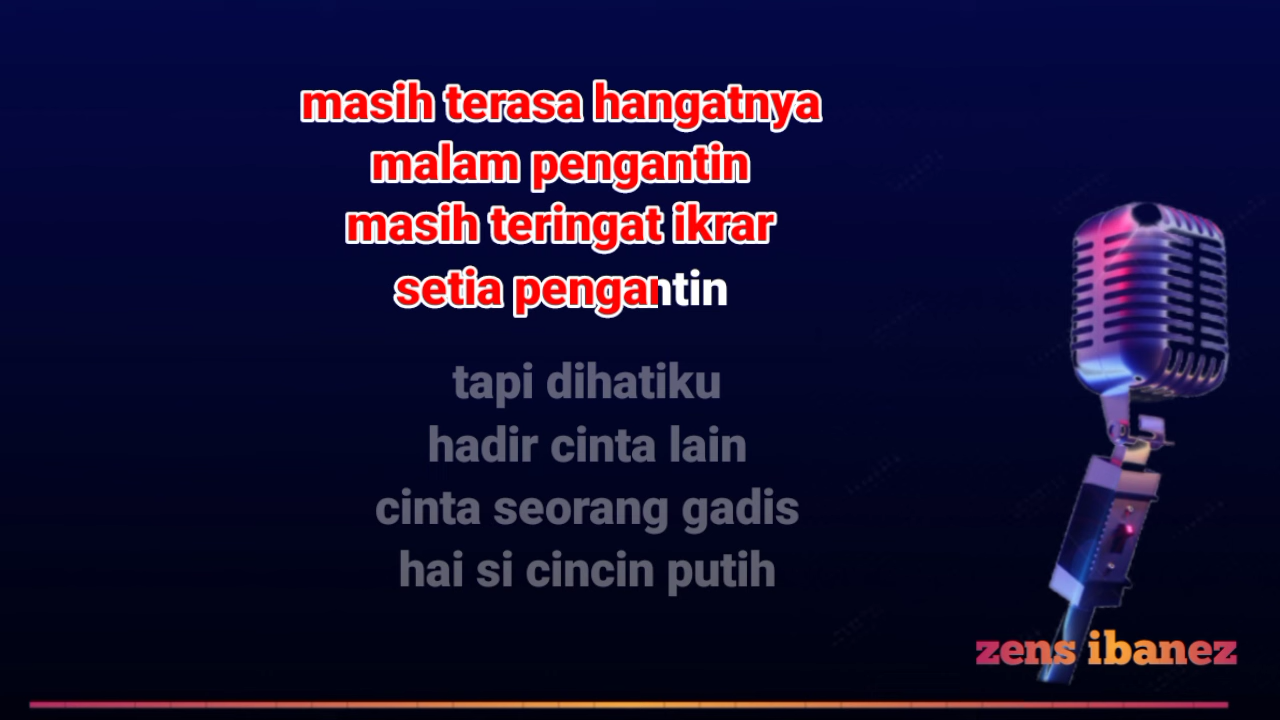 masih terasa hangatnya
malam pengantin
masih teringat ikrar
setia pengantin
tapi dihatiku
hadir cinta lain
cinta seorang gadis
hai si cincin putih
zens ibanez